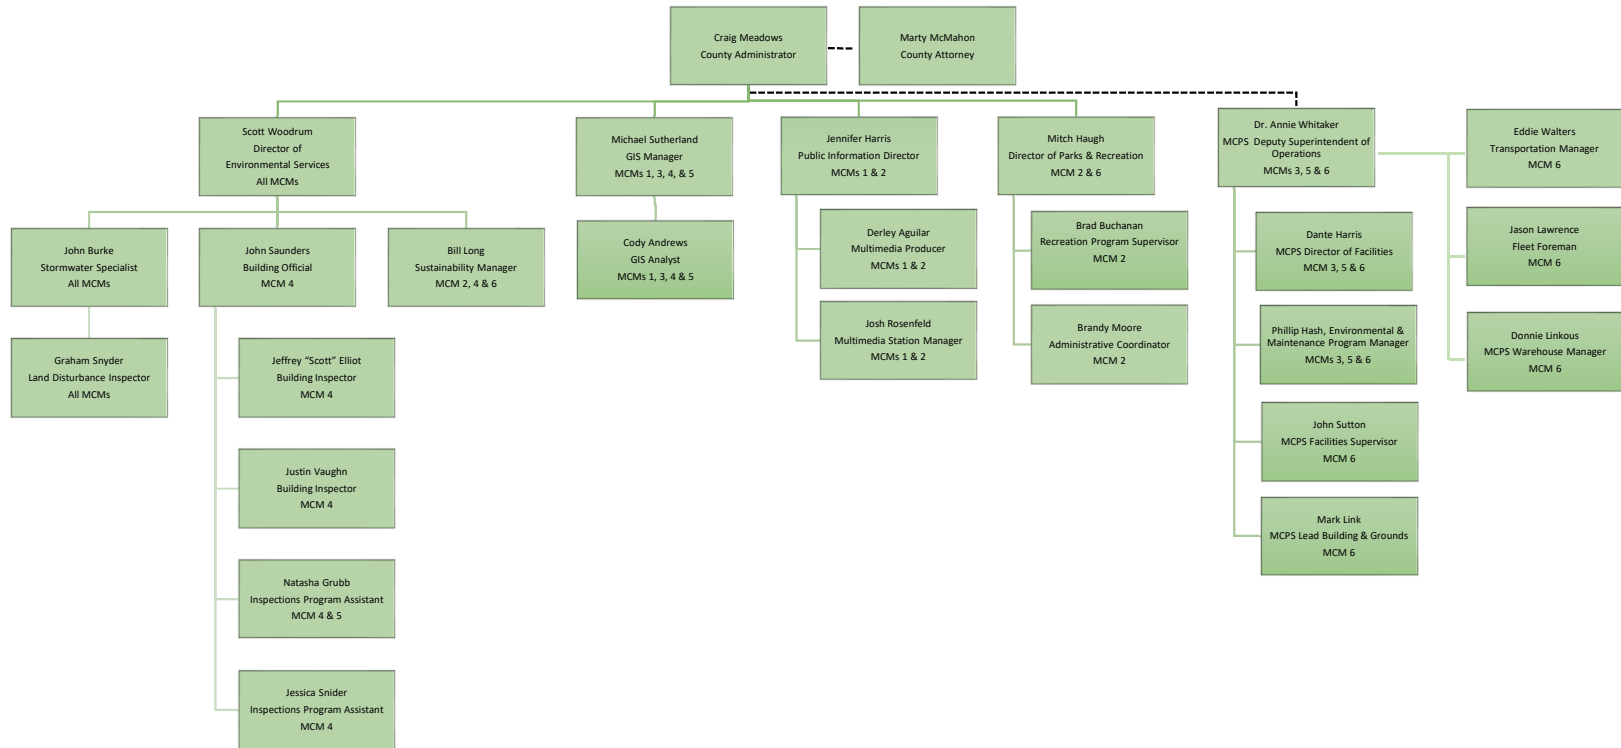 Craig Meadows
County Administrator
Marty McMahon
County Attorney
Scott Woodrum
Director of
Environmental Services
All MCMs
Michael Sutherland
GIS Manager
MCMs 1, 3, 4, & 5
Jennifer Harris
Public Information Director
MCMs 1 & 2
Mitch Haugh
Director of Parks & Recreation
MCM 2 & 6
Dr. Annie Whitaker
MCPS Deputy Superintendent of
Operations
MCMs 3, 5 & 6
Eddie Walters
Transportation Manager
MCM 6
John Burke
Stormwater Specialist
All MCMs
John Saunders
Building Official
MCM 4
Bill Long
Sustainability Manager
MCM 2, 4 & 6
Cody Andrews
GIS Analyst
MCMs 1, 3, 4 & 5
Derley Aguilar
Multimedia Producer
MCMs 1 & 2
Brad Buchanan
Recreation Program Supervisor
MCM 2
Dante Harris
MCPS Director of Facilities
MCM 3, 5 & 6
Jason Lawrence
Fleet Foreman
MCM 6
Graham Snyder
Land Disturbance Inspector
All MCMs
Jeffrey “Scott” Elliot
Building Inspector
MCM 4
Josh Rosenfeld
Multimedia Station Manager
MCMs 1 & 2
Brandy Moore
Administrative Coordinator
MCM 2
Phillip Hash, Environmental &
Maintenance Program Manager
MCMs 3, 5 & 6
Donnie Linkous
MCPS Warehouse Manager
MCM 6
Justin Vaughn
Building Inspector
MCM 4
John Sutton
MCPS Facilities Supervisor
MCM 6
Mark Link
MCPS Lead Building & Grounds
MCM 6
Natasha Grubb
Inspections Program Assistant
MCM 4 & 5
Jessica Snider
Inspections Program Assistant
MCM 4